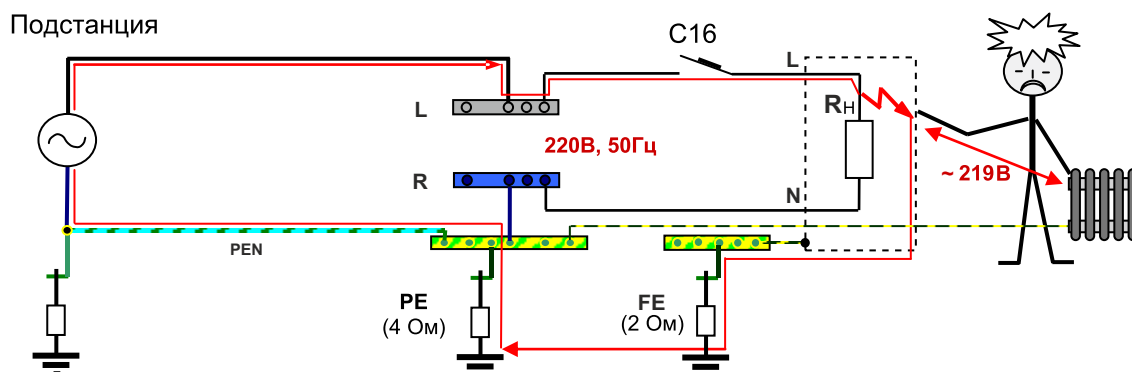 Подстанция
C16
L
L
Rн
220В, 50Гц
~ 219В
R
N
PEN
PE
(4 Ом)
FE
(2 Ом)